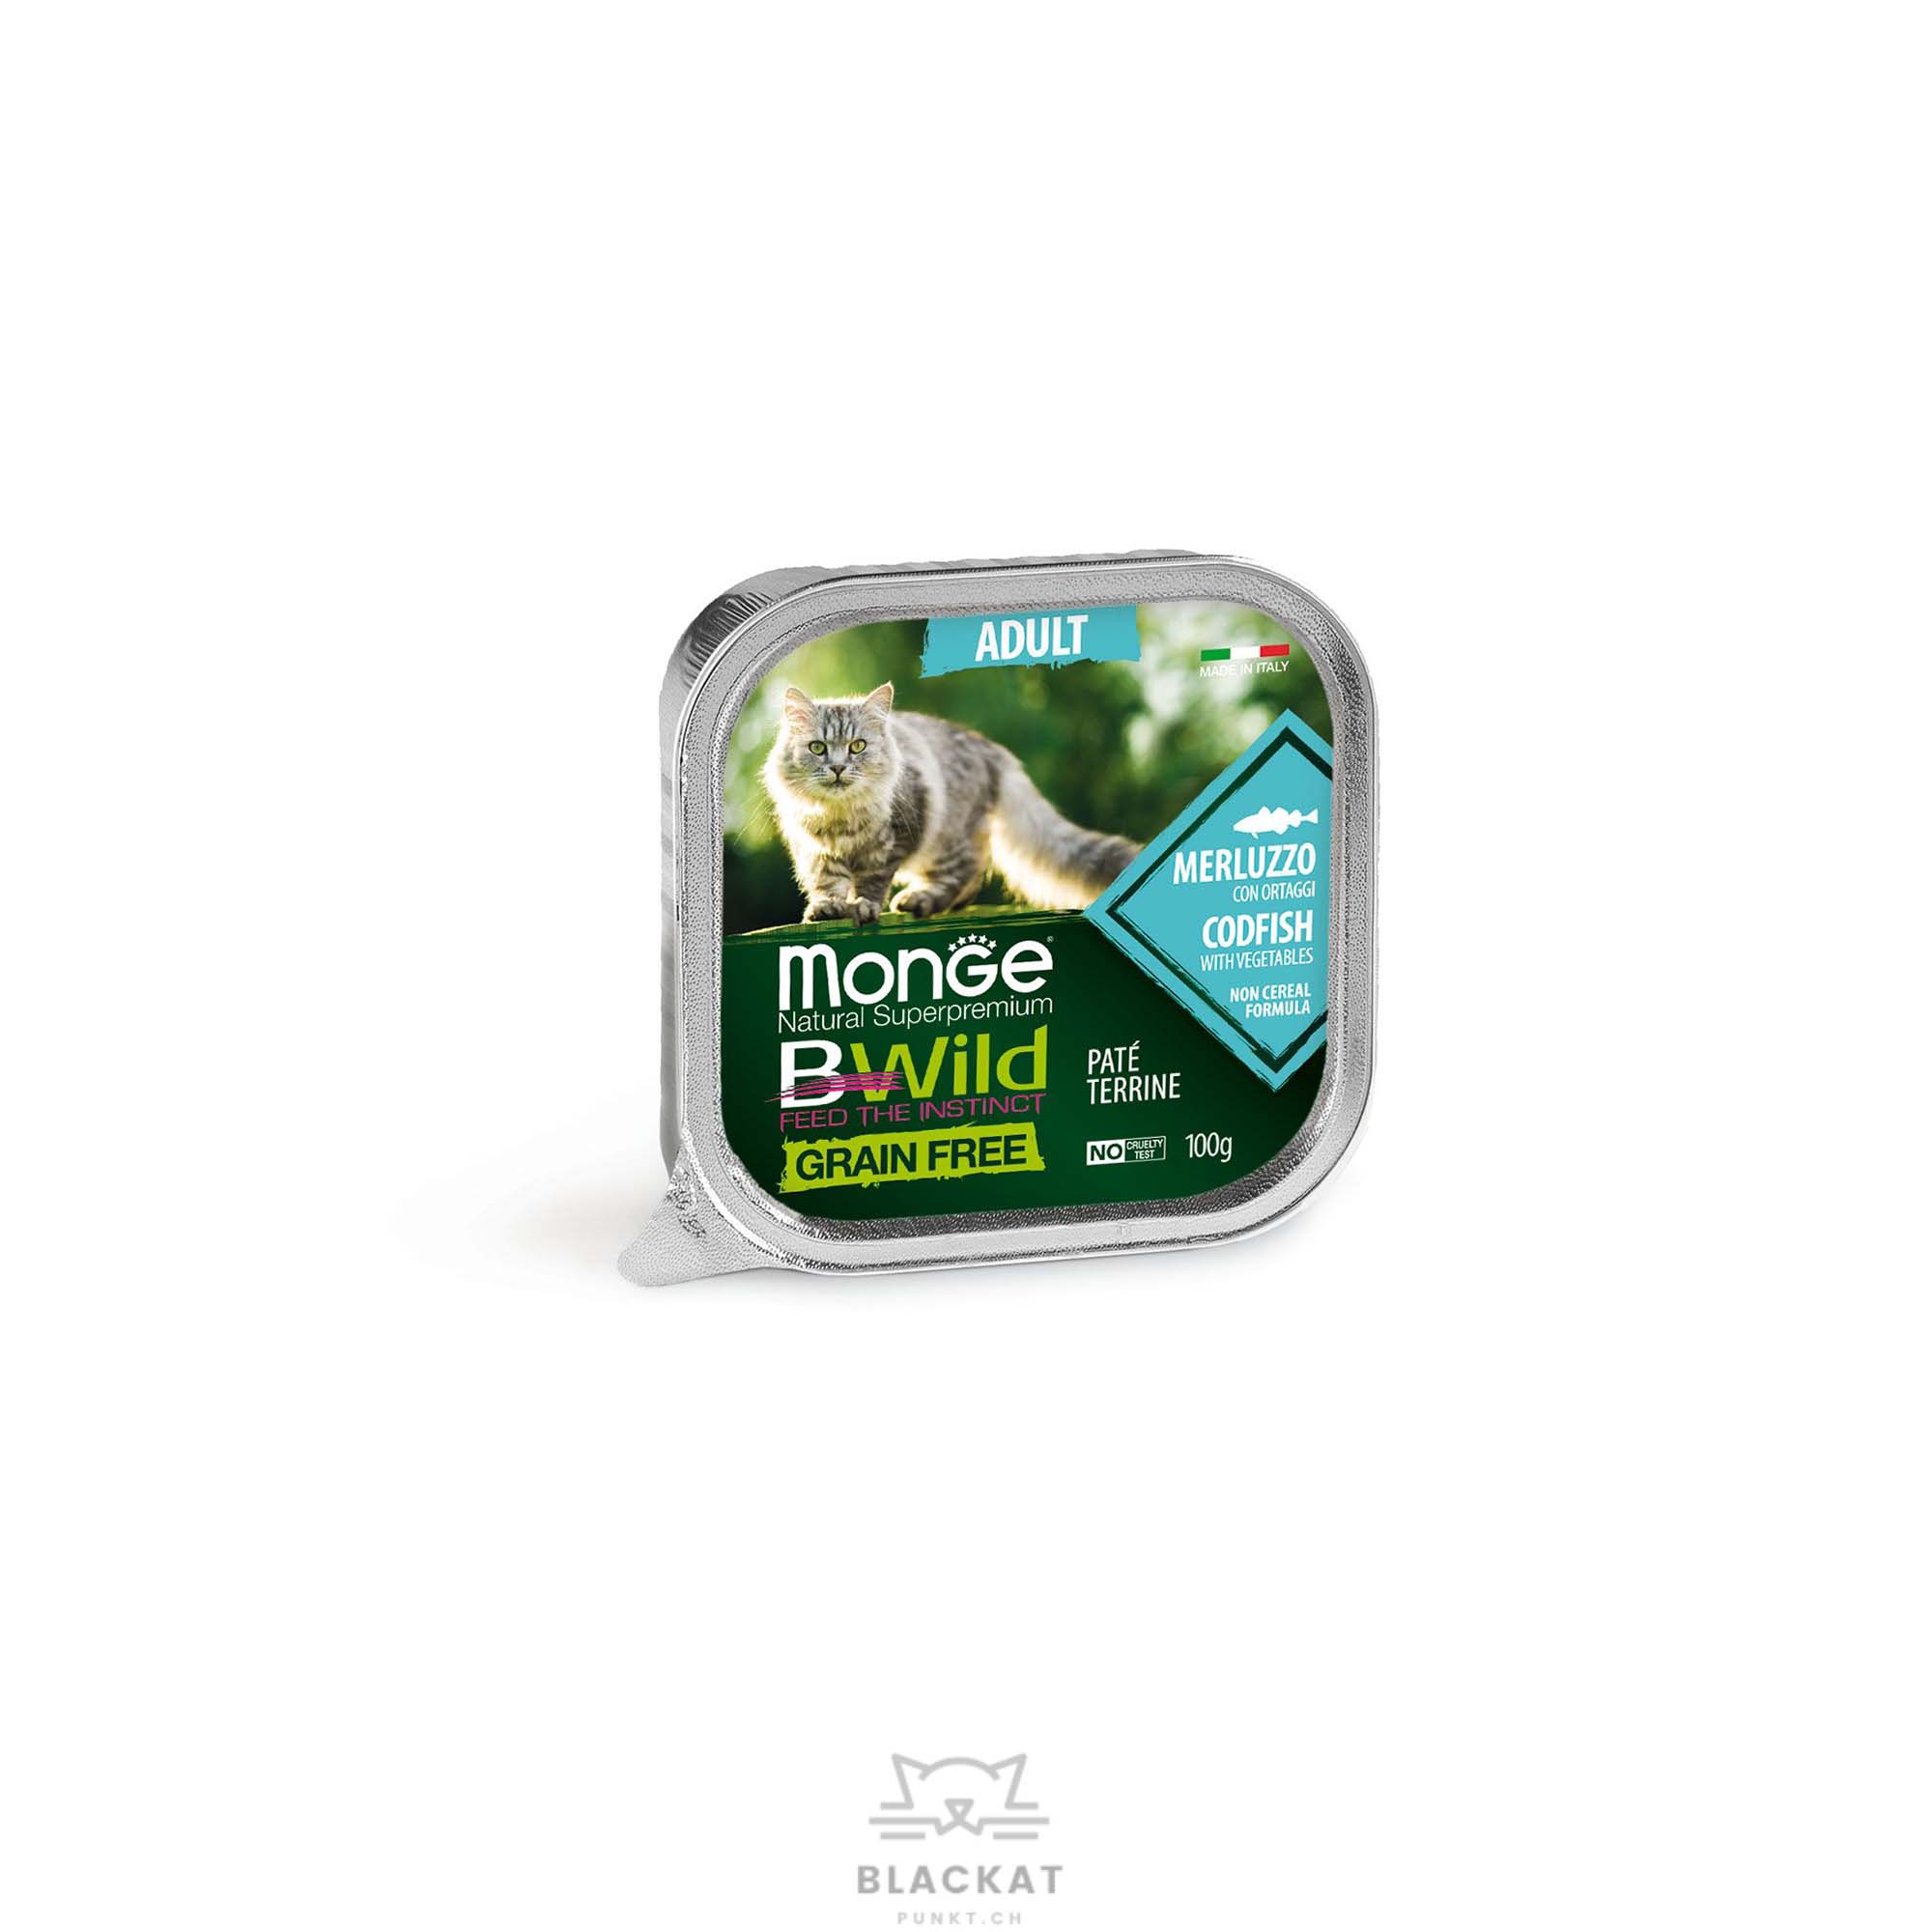 ADULT
MADE IN ITALY
MERLUZZO
CON ORTAGGI
CODFISH
WITH VEGETABLES
NON CEREAL
FORMULA
monGe®
Natural Superpremium
BWild
FEED THE INSTINCT
GRAIN FREE
PATÉ
TERRINE
NO CRUELTY TEST
100g
BLACKAT
PUNKT.CH